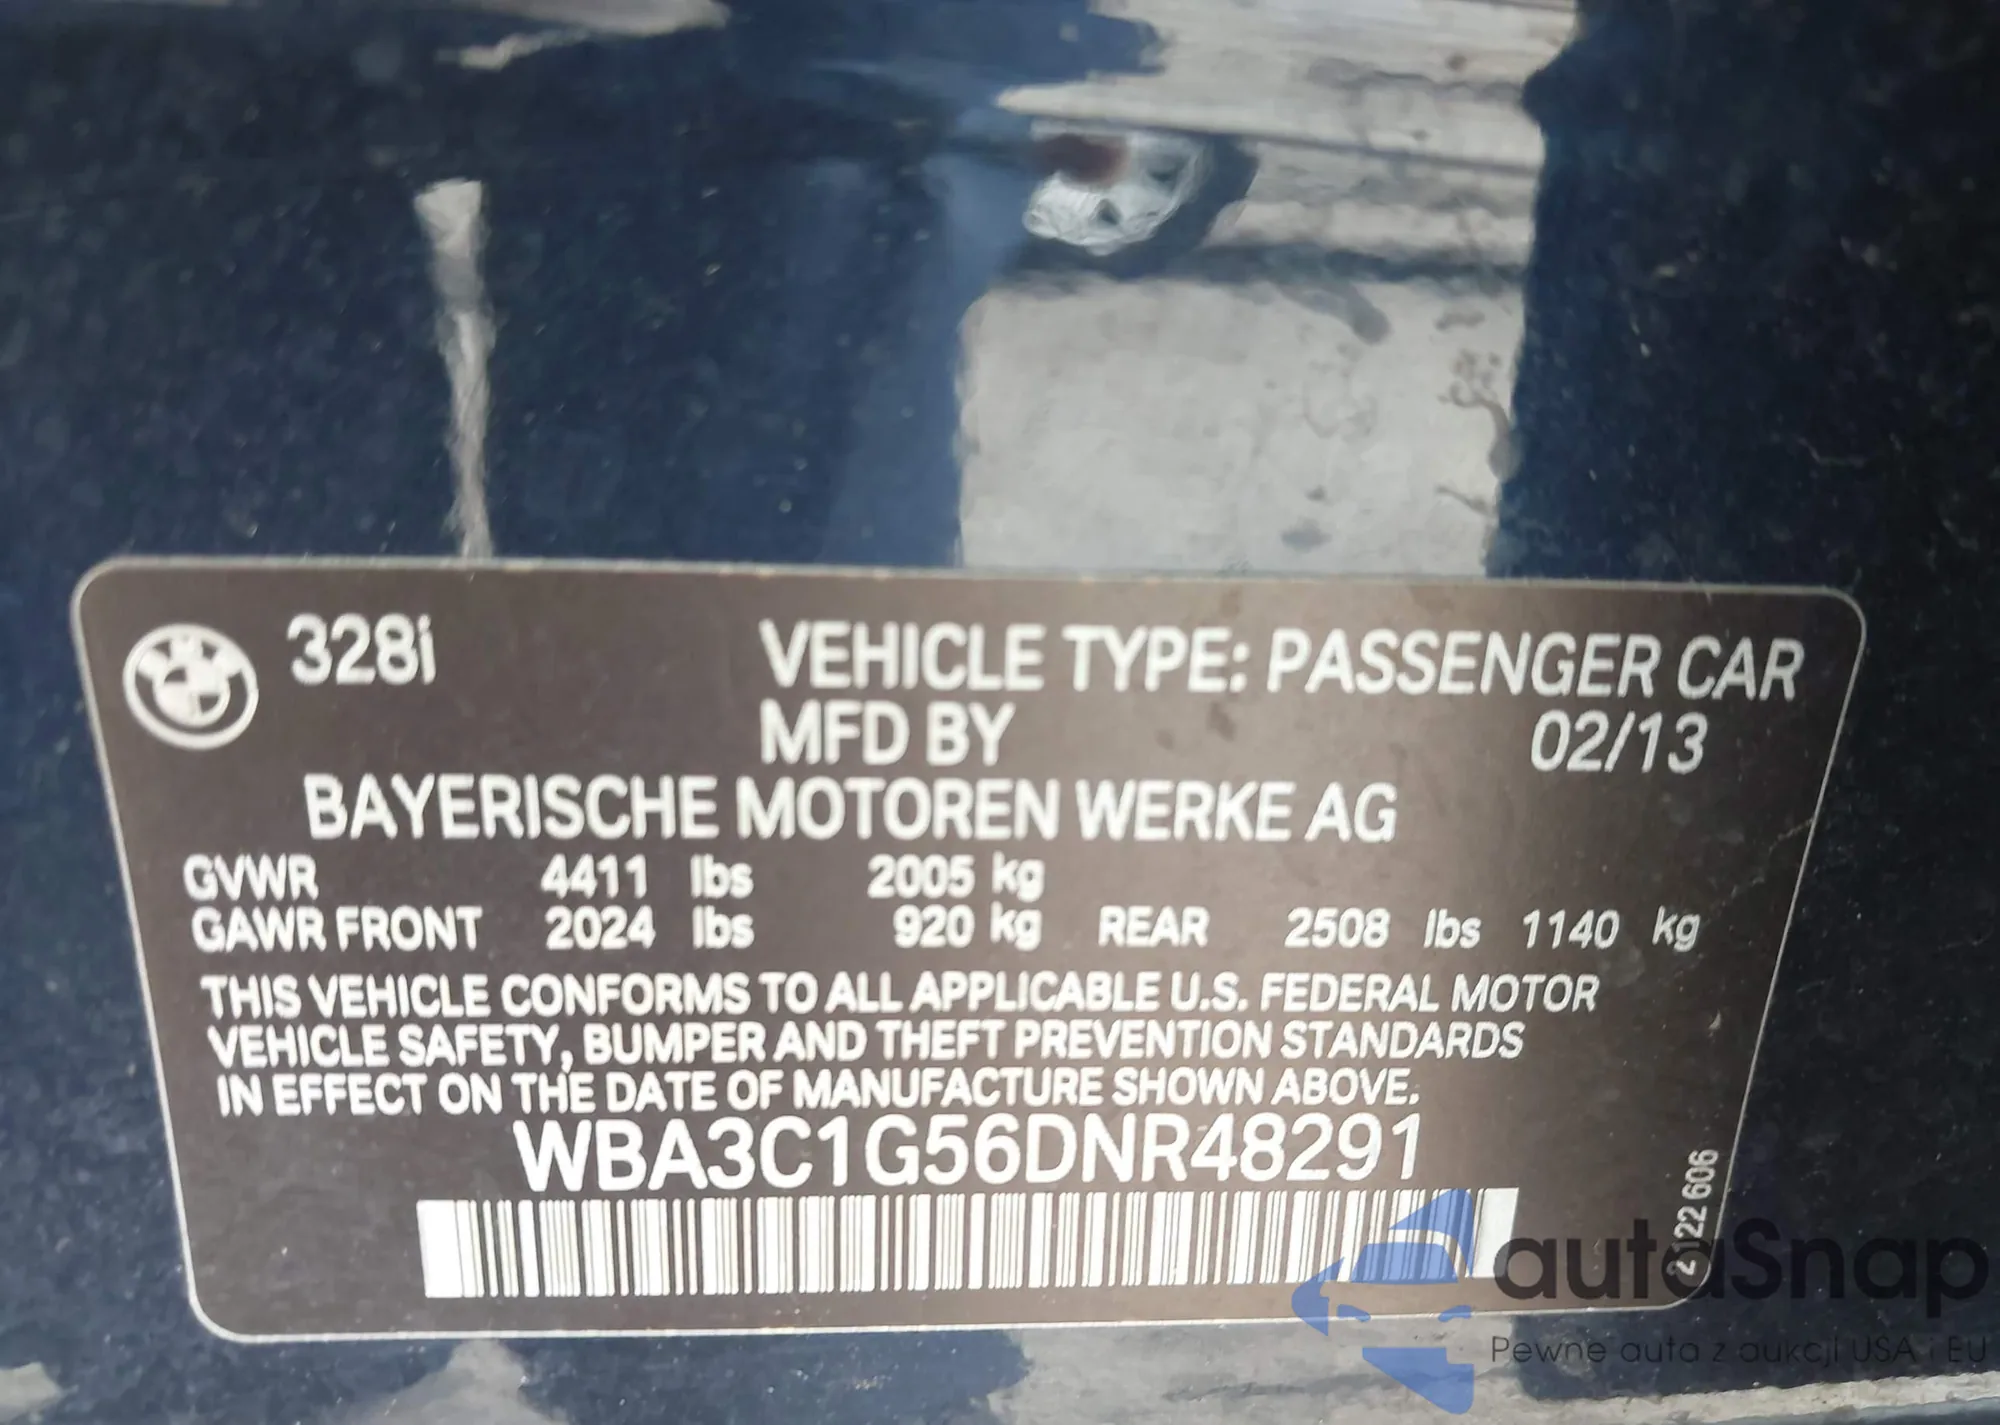 328i VEHICLE TYPE: PASSENGER CAR
MFD BY 02/13
BAYERISCHE MOTOREN WERKE AG
GVWR 4411 lbs 2005 kg
GAWR FRONT 2024 lbs 920 kg REAR 2508 lbs 1140 kg
THIS VEHICLE CONFORMS TO ALL APPLICABLE U.S. FEDERAL MOTOR
VEHICLE SAFETY, BUMPER AND THEFT PREVENTION STANDARDS
IN EFFECT ON THE DATE OF MANUFACTURE SHOWN ABOVE.
WBA3C1G56DNR48291
606
autoSnap
Pewne auta z aukcji USA i EU